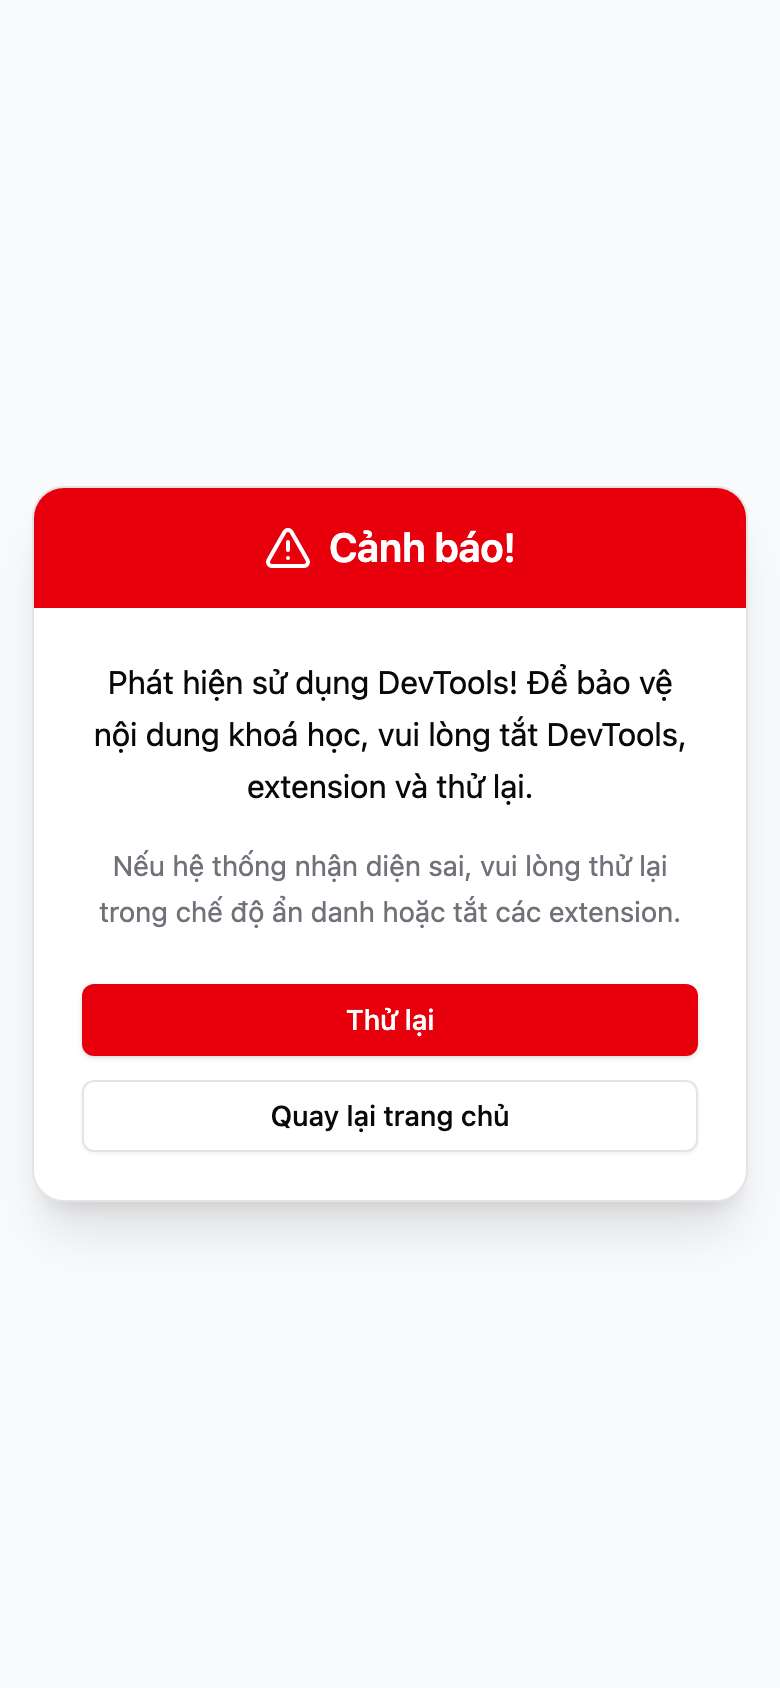 Cảnh báo!
Phát hiện sử dụng DevTools! Để bảo vệ
nội dung khoá học, vui lòng tắt DevTools,
extension và thử lại.
Nếu hệ thống nhận diện sai, vui lòng thử lại
trong chế độ ẩn danh hoặc tắt các extension.
Thử lại
Quay lại trang chủ